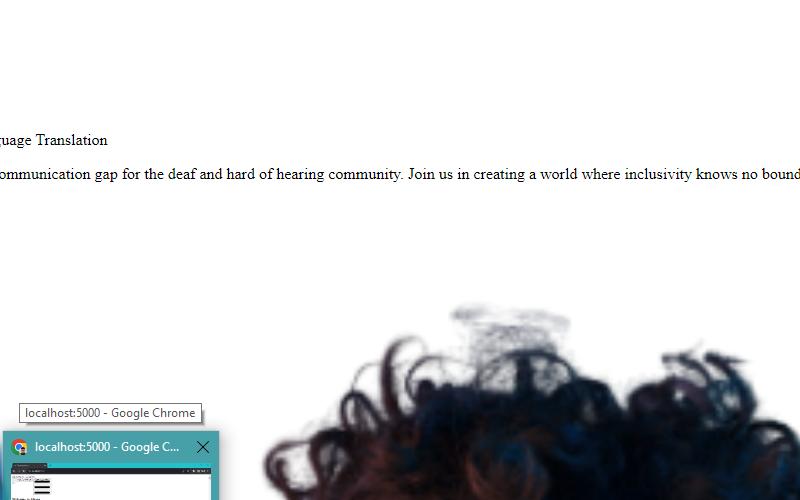 guage Translation
ommunication gap for the deaf and hard of hearing community. Join us in creating a world where inclusivity knows no bound
localhost:5000 - Google Chrome
localhost:5000 - Google C...